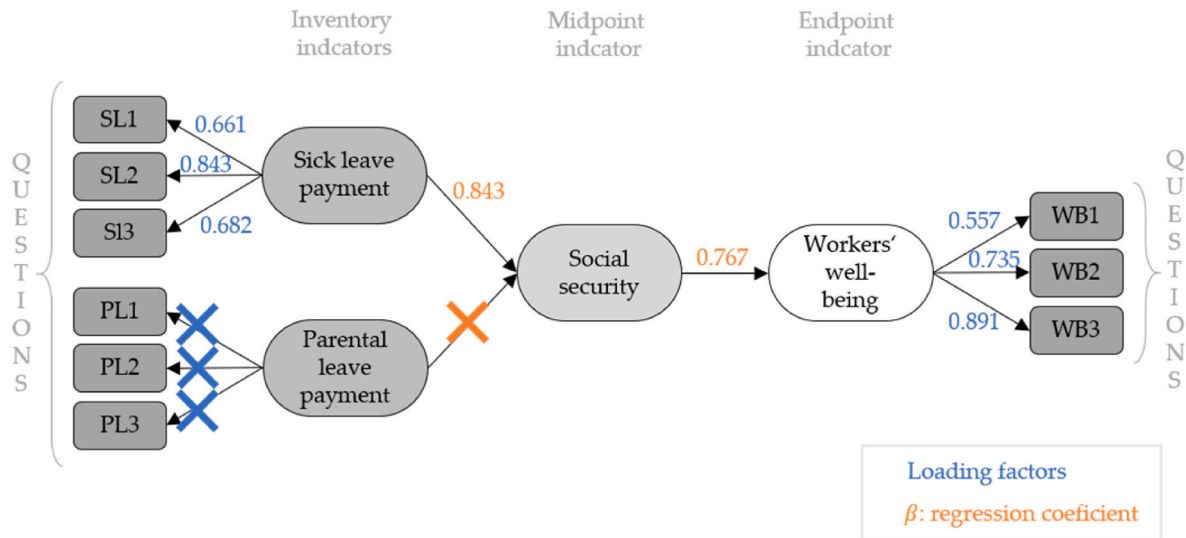 Inventory
indcators
Midpoint
indcator
Endpoint
indcator
QUESTIONS
SL1
SL2
Sl3
0.661
0.843
0.682
Sick leave
payment
0.843
PL1
PL2
PL3
Parental
leave
payment
Social
security
0.767
Workers‘
well-
being
0.557
0.735
0.891
WB1
WB2
WB3
QUESTIONS
Loading factors
β: regression coeficient